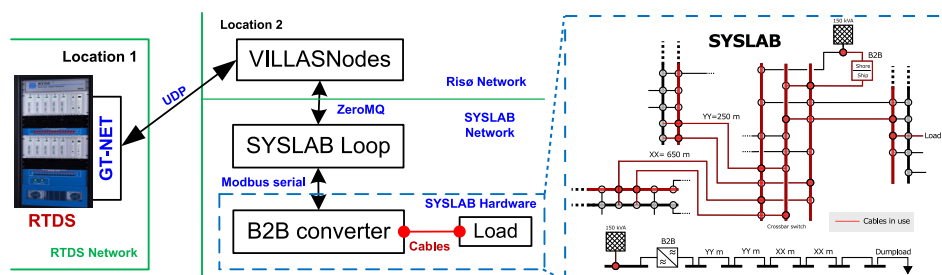 Location 1
GT-NET
RTDS
RTDS Network
UDP
Location 2
VILLASNodes
Risø Network
ZeroMQ
SYSLAB
Network
SYSLAB Loop
Modbus serial
SYSLAB Hardware
B2B converter
Cables
Load
SYSLAB
150 kVA
B2B
Shore
Ship
YY=250 m
Load
XX= 650 m
Crossbar switch
Cables in use
150 kVA
B2B
YY m
YY m
XX m
XX m
Dumpload